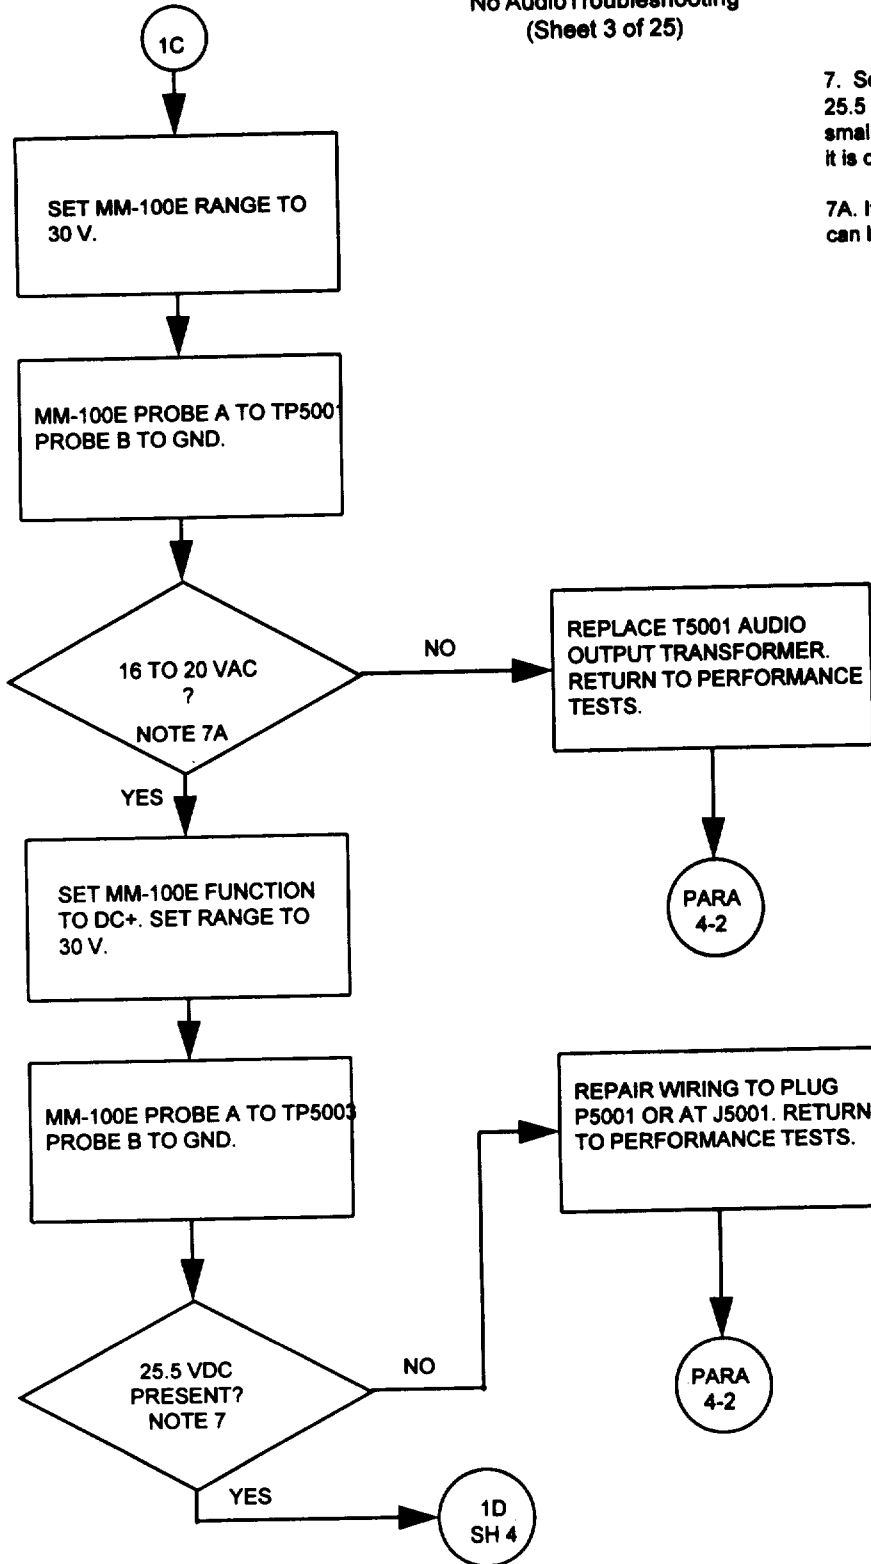 No AudioTroubleshooting
(Sheet 3 of 25)
1C
7.
25.5
it is
7A.
can
SET MM-100E RANGE TO
30 V.
MM-100E PROBE A TO TP5001
PROBE B TO GND.
16 TO 20 VAC
?
NOTE 7A
NO
REPLACE T5001 AUDIO
OUTPUT TRANSFORMER.
RETURN TO PERFORMANCE
TESTS.
PARA
4-2
YES
SET MM-100E FUNCTION
TO DC+. SET RANGE TO
30 V.
MM-100E PROBE A TO TP5003
PROBE B TO GND.
25.5 VDC
PRESENT?
NOTE 7
NO
REPAIR WIRING TO PLUG
P5001 OR AT J5001. RETURN
TO PERFORMANCE TESTS.
PARA
4-2
YES
1D
SH 4